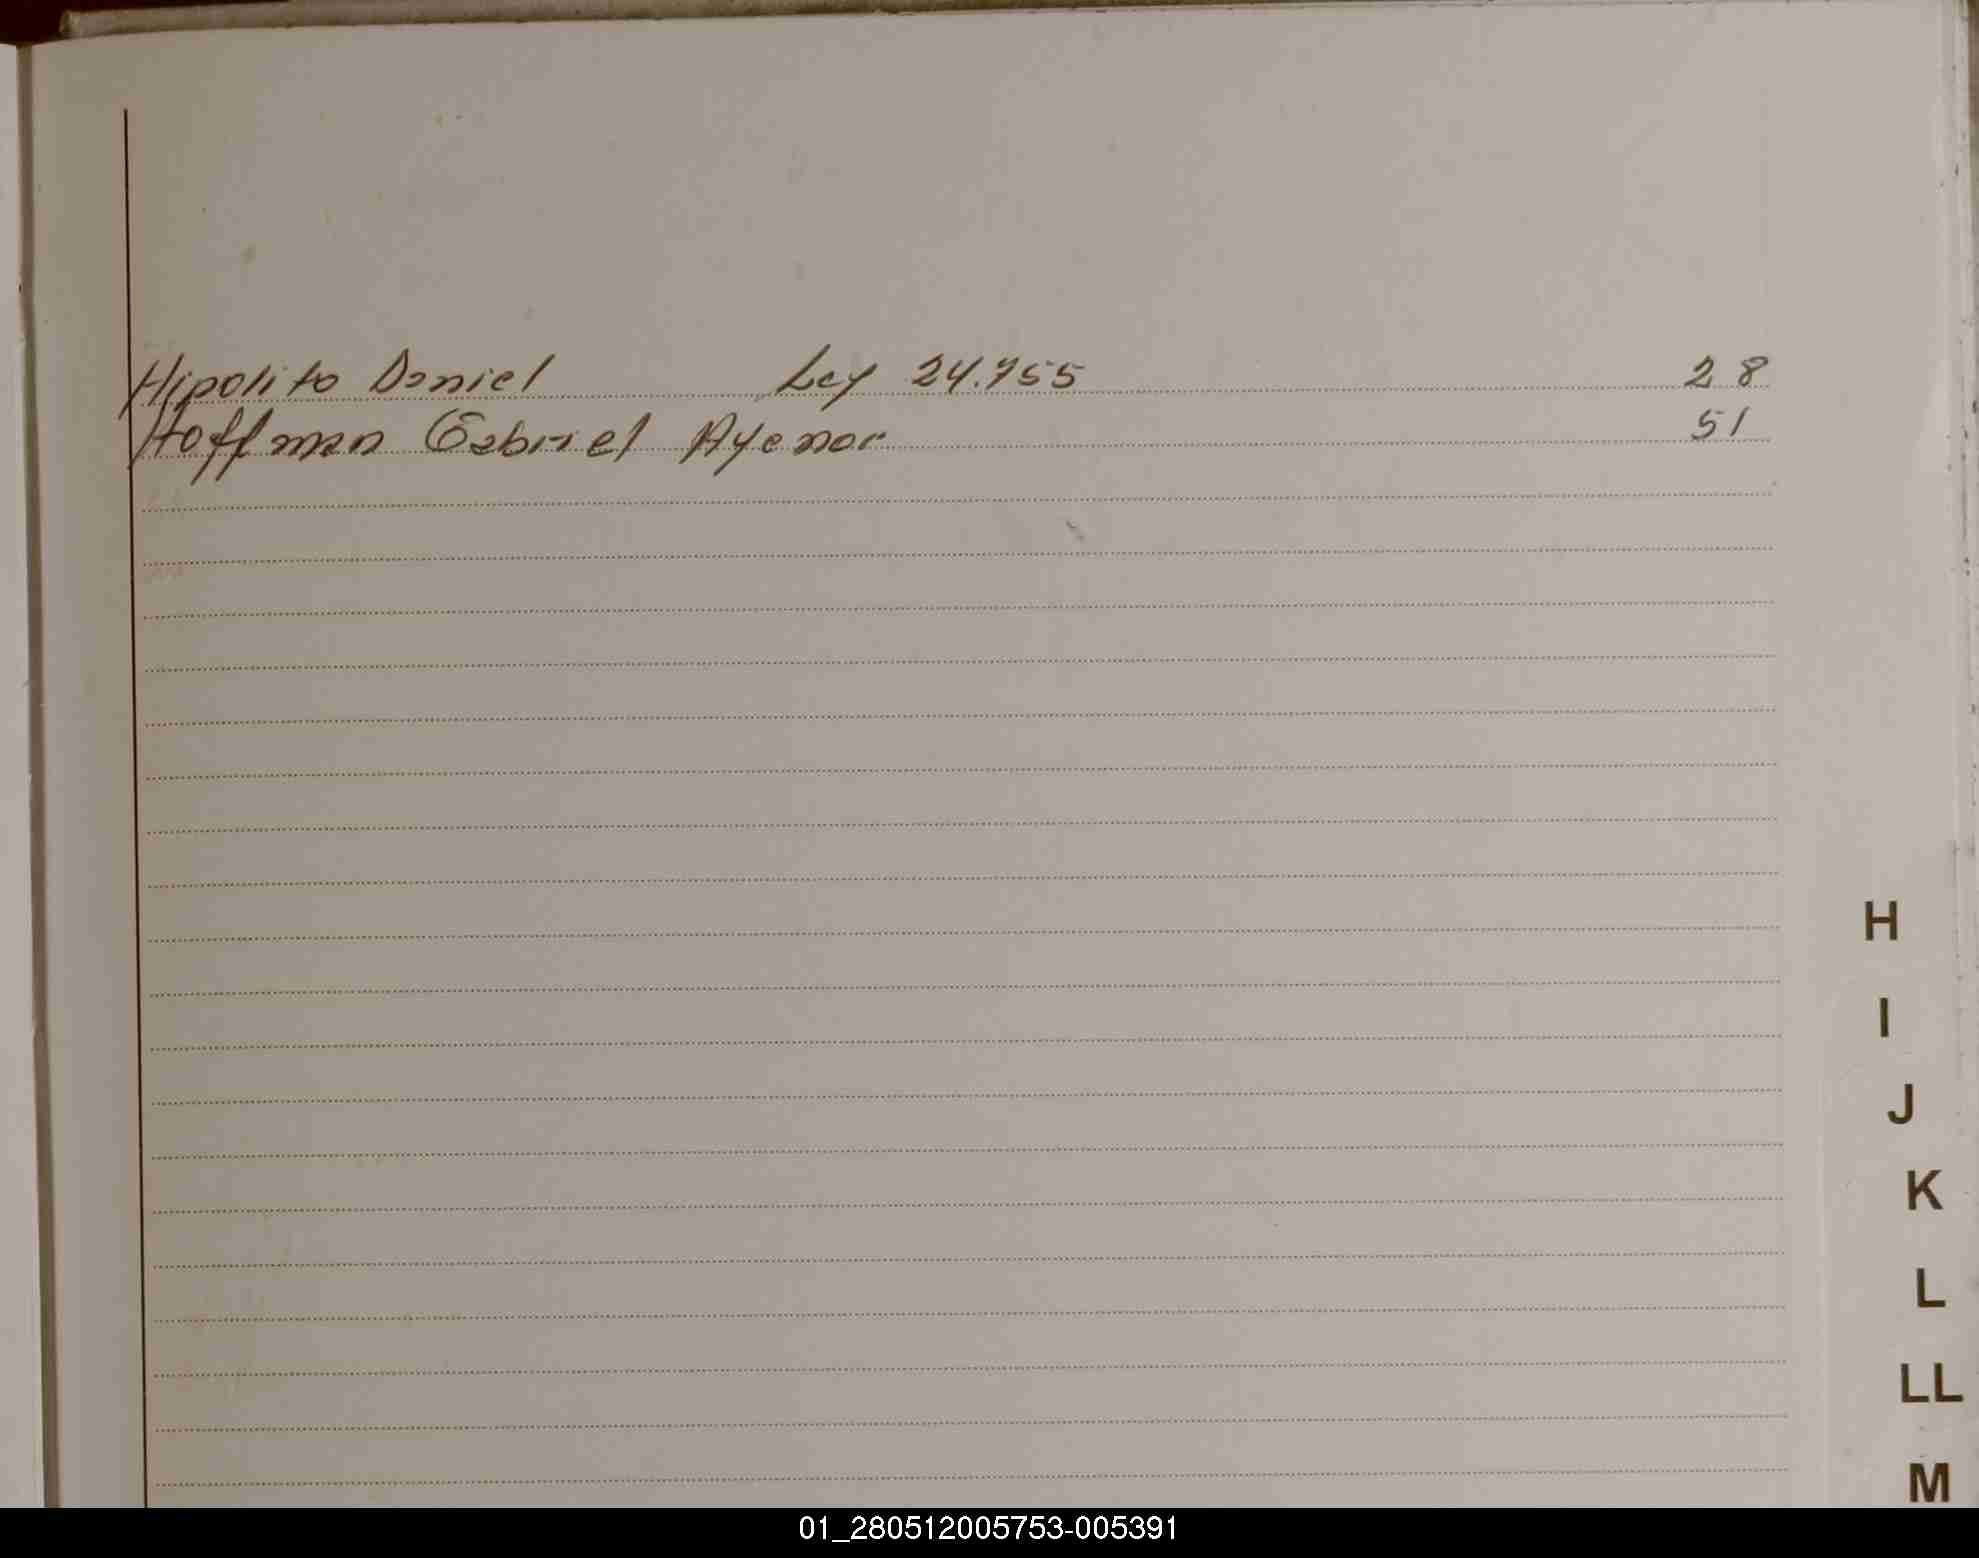 Hipolito Daniel Ley 24.755 28
Hoffman Gabriel Agenor 51
H
I
J
K
L
LL
M
01_280512005753-005391